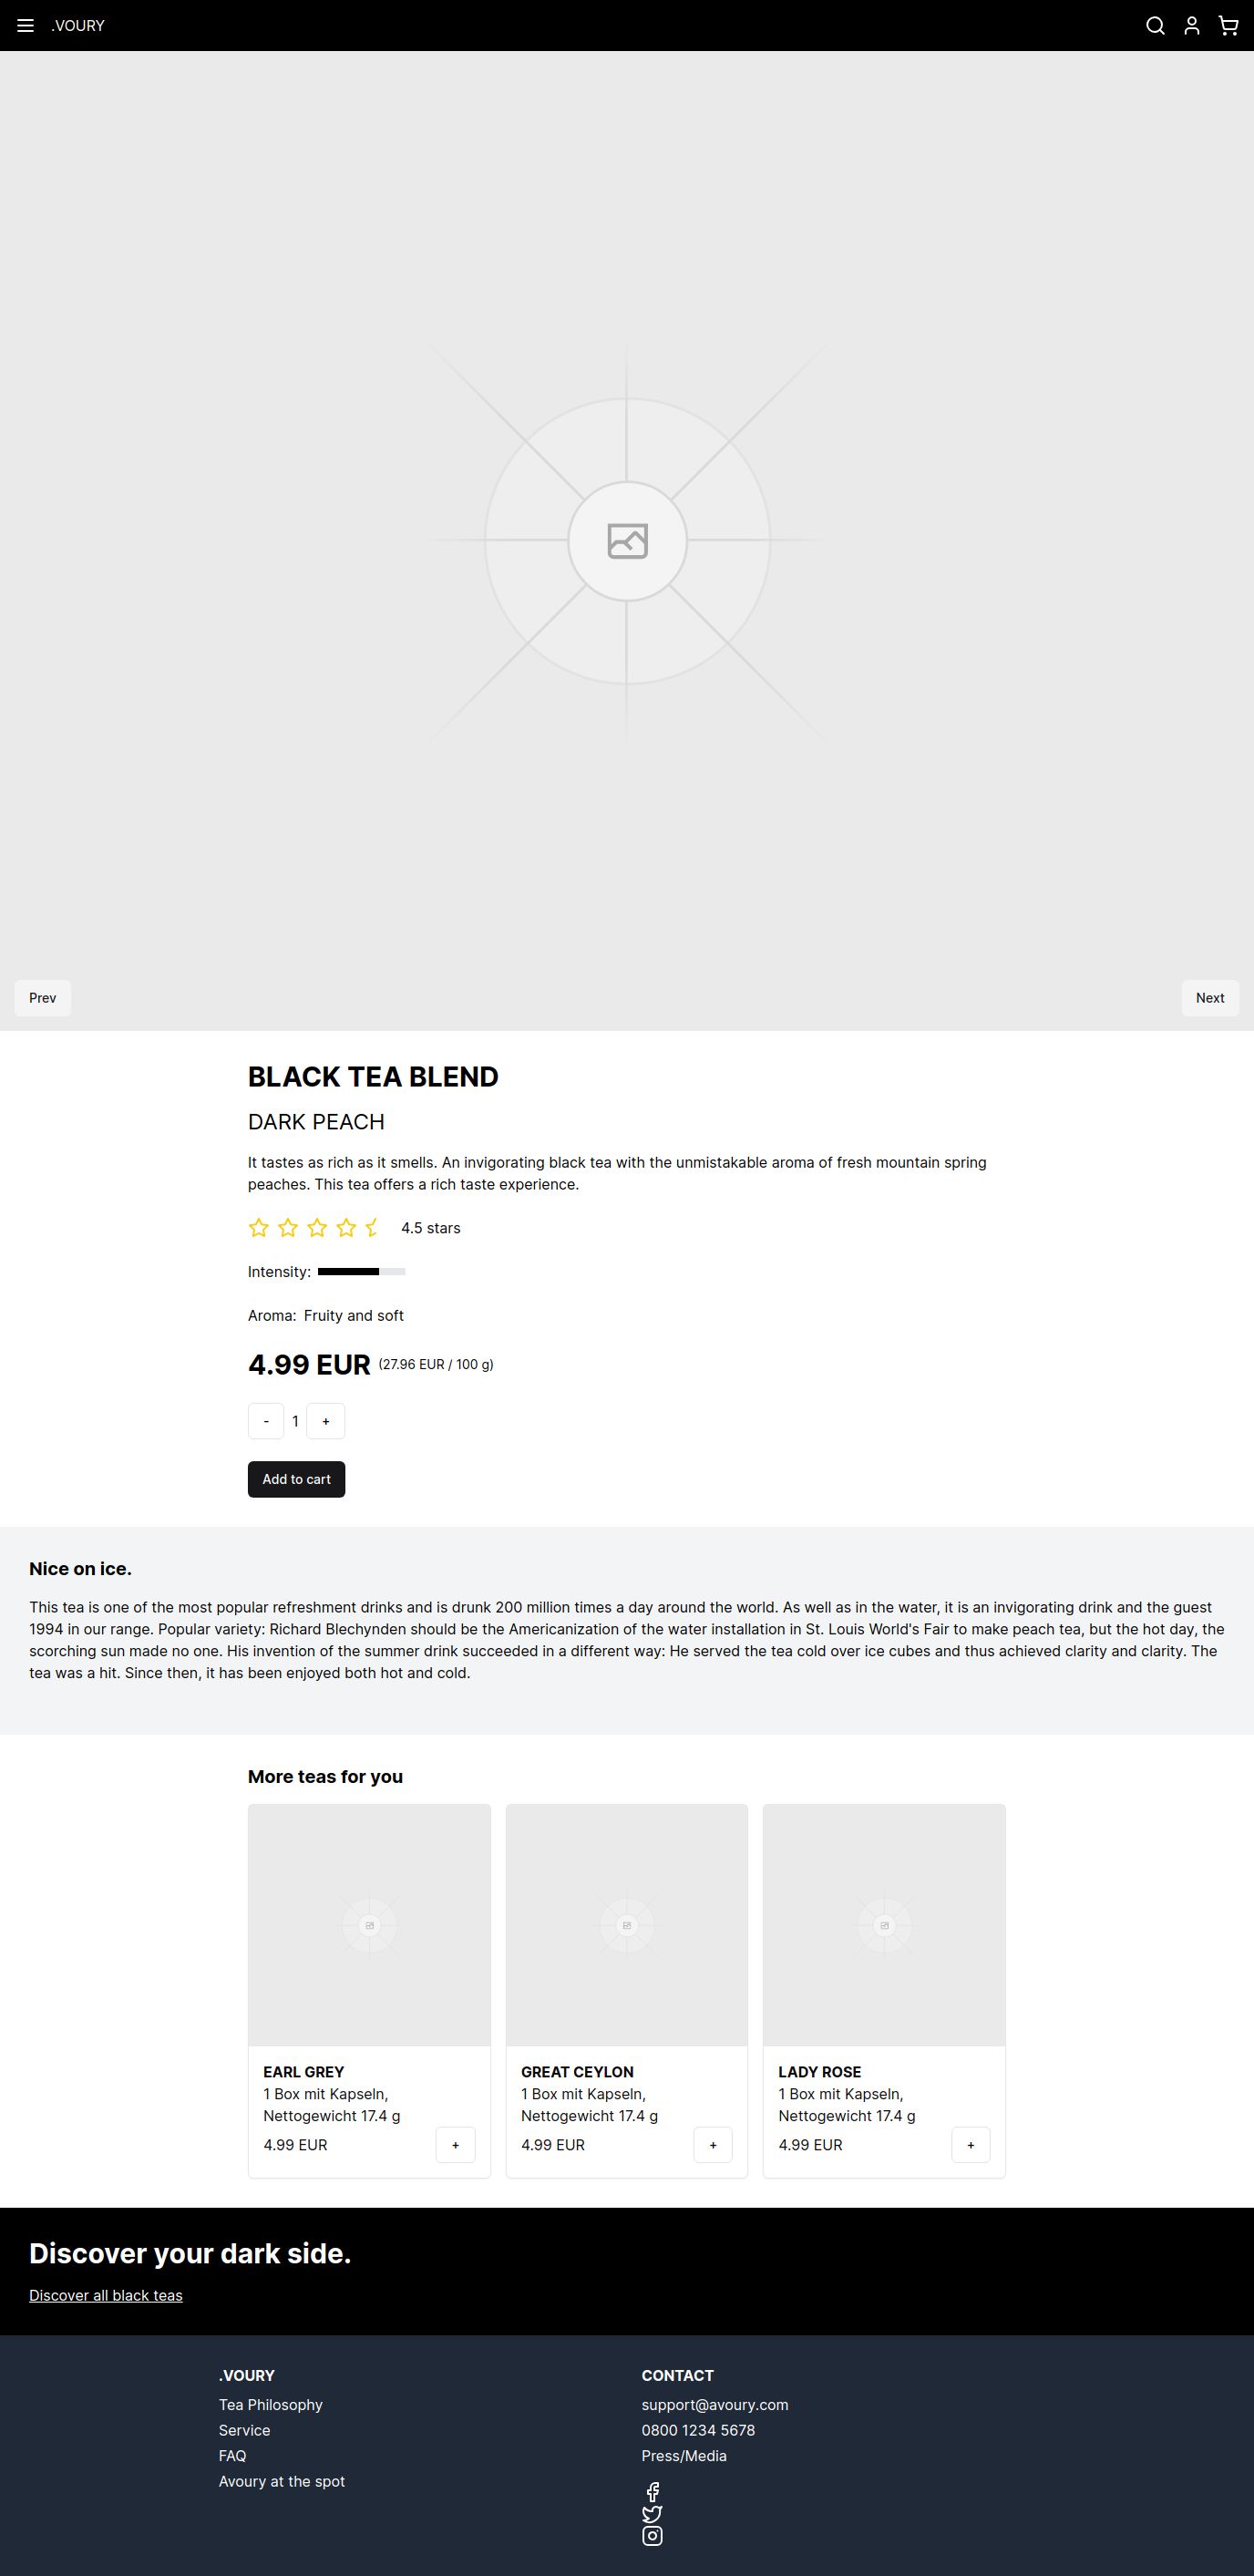 .VOURY
Prev
Next
BLACK TEA BLEND
DARK PEACH
It tastes as rich as it smells. An invigorating black tea with the unmistakable aroma of fresh mountain spring
peaches. This tea offers a rich taste experience.
4.5 stars
Intensity:
Aroma: Fruity and soft
4.99 EUR (27.96 EUR / 100 g)
- 1 +
Add to cart
Nice on ice.
This tea is one of the most popular refreshment drinks and is drunk 200 million times a day around the world. As well as in the water, it is an invigorating drink and the guest
1994 in our range. Popular variety: Richard Blechynden should be the Americanization of the water installation in St. Louis World's Fair to make peach tea, but the hot day, the
scorching sun made no one. His invention of the summer drink succeeded in a different way: He served the tea cold over ice cubes and thus achieved clarity and clarity. The
tea was a hit. Since then, it has been enjoyed both hot and cold.
More teas for you
EARL GREY
1 Box mit Kapseln,
Nettogewicht 17.4 g
4.99 EUR +
GREAT CEYLON
1 Box mit Kapseln,
Nettogewicht 17.4 g
4.99 EUR +
LADY ROSE
1 Box mit Kapseln,
Nettogewicht 17.4 g
4.99 EUR +
Discover your dark side.
Discover all black teas
.VOURY
Tea Philosophy
Service
FAQ
Avoury at the spot
CONTACT
support@avoury.com
0800 1234 5678
Press/Media